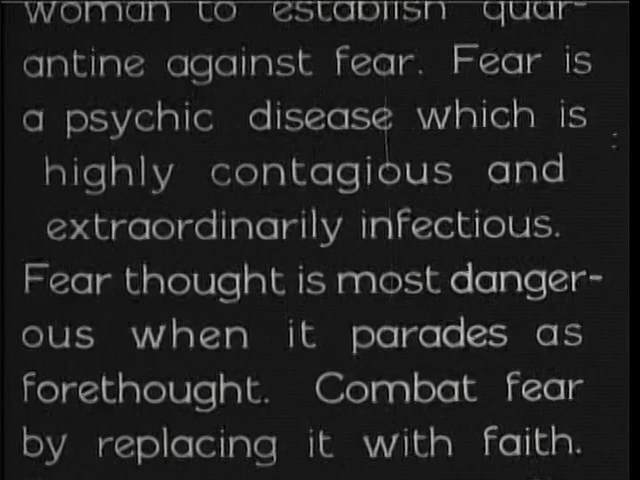 woman to establish quar-
antine against fear. Fear is
a psychic disease which is
highly contagious and
extraordinarily infectious.
Fear thought is most danger-
ous when it parades as
forethought. Combat fear
by replacing it with faith.